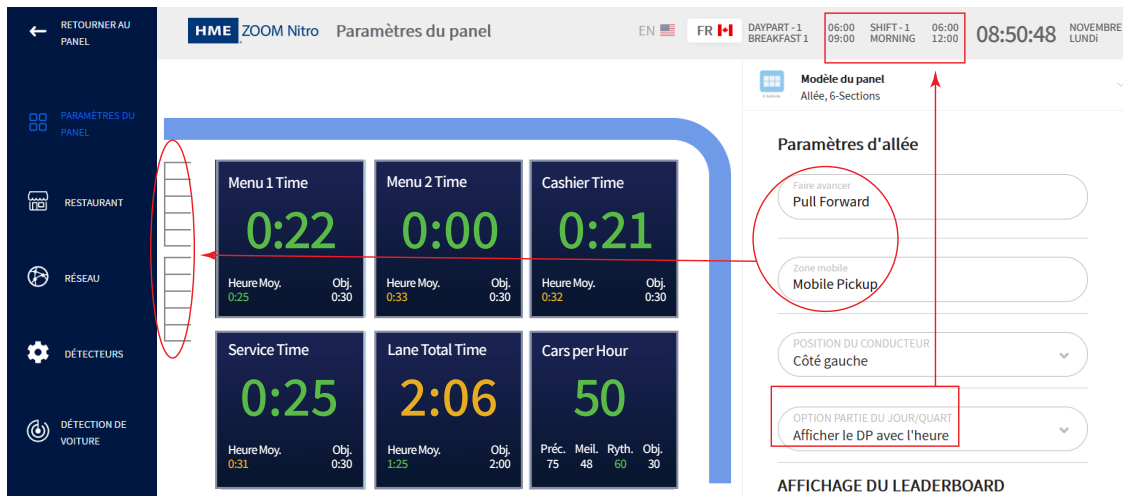 RETOURNER AU
PANEL
HME ZOOM Nitro
Paramètres du panel
EN
FR
DAYPART - 1
BREAKFAST 1
06:00
09:00
SHIFT - 1
MORNING
06:00
12:00
08:50:48
NOVEMBRE
LUNDi
PARAMÈTRES DU
PANEL
RESTAURANT
RÉSEAU
DÉTECTEURS
DÉTECTION DE
VOITURE
Menu 1 Time
0:22
Heure Moy. Obj.
0:25 0:30
Menu 2 Time
0:00
Heure Moy. Obj.
0:33 0:30
Cashier Time
0:21
Heure Moy. Obj.
0:32 0:30
Service Time
0:25
Heure Moy. Obj.
0:31 0:30
Lane Total Time
2:06
Heure Moy. Obj.
1:25 2:00
Cars per Hour
50
Préc. Meil. Ryth. Obj.
75 48 60 30
6-Sections
Modèle du panel
Allée, 6-Sections
Paramètres d'allée
Faire avancer
Pull Forward
Zone mobile
Mobile Pickup
POSITION DU CONDUCTEUR
Côté gauche
OPTION PARTIE DU JOUR/QUART
Afficher le DP avec l'heure
AFFICHAGE DU LEADERBOARD